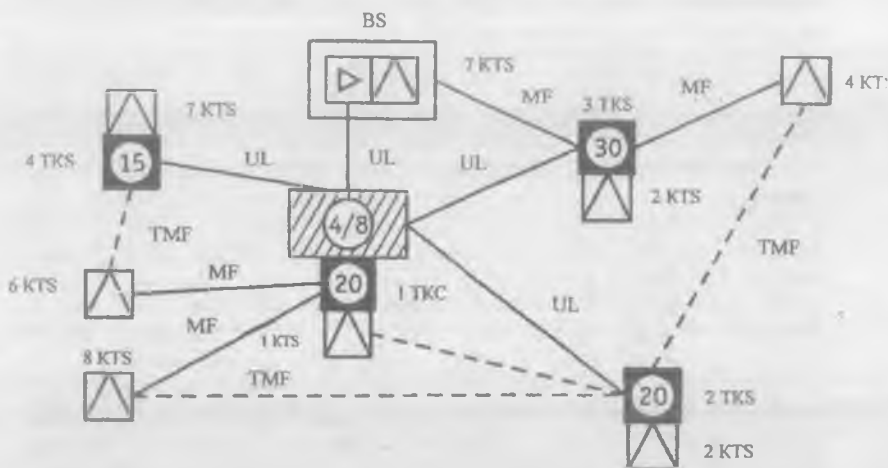 BS
7 KTS
7 KTS
MF
3 TKS
MF
4 KTS
4 TKS
15
UL
UL
UL
30
2 KTS
4/8
TMF
TMF
6 KTS
MF
20
1 TKC
MF
1 KTS
UL
8 KTS
TMF
20
2 TKS
2 KTS